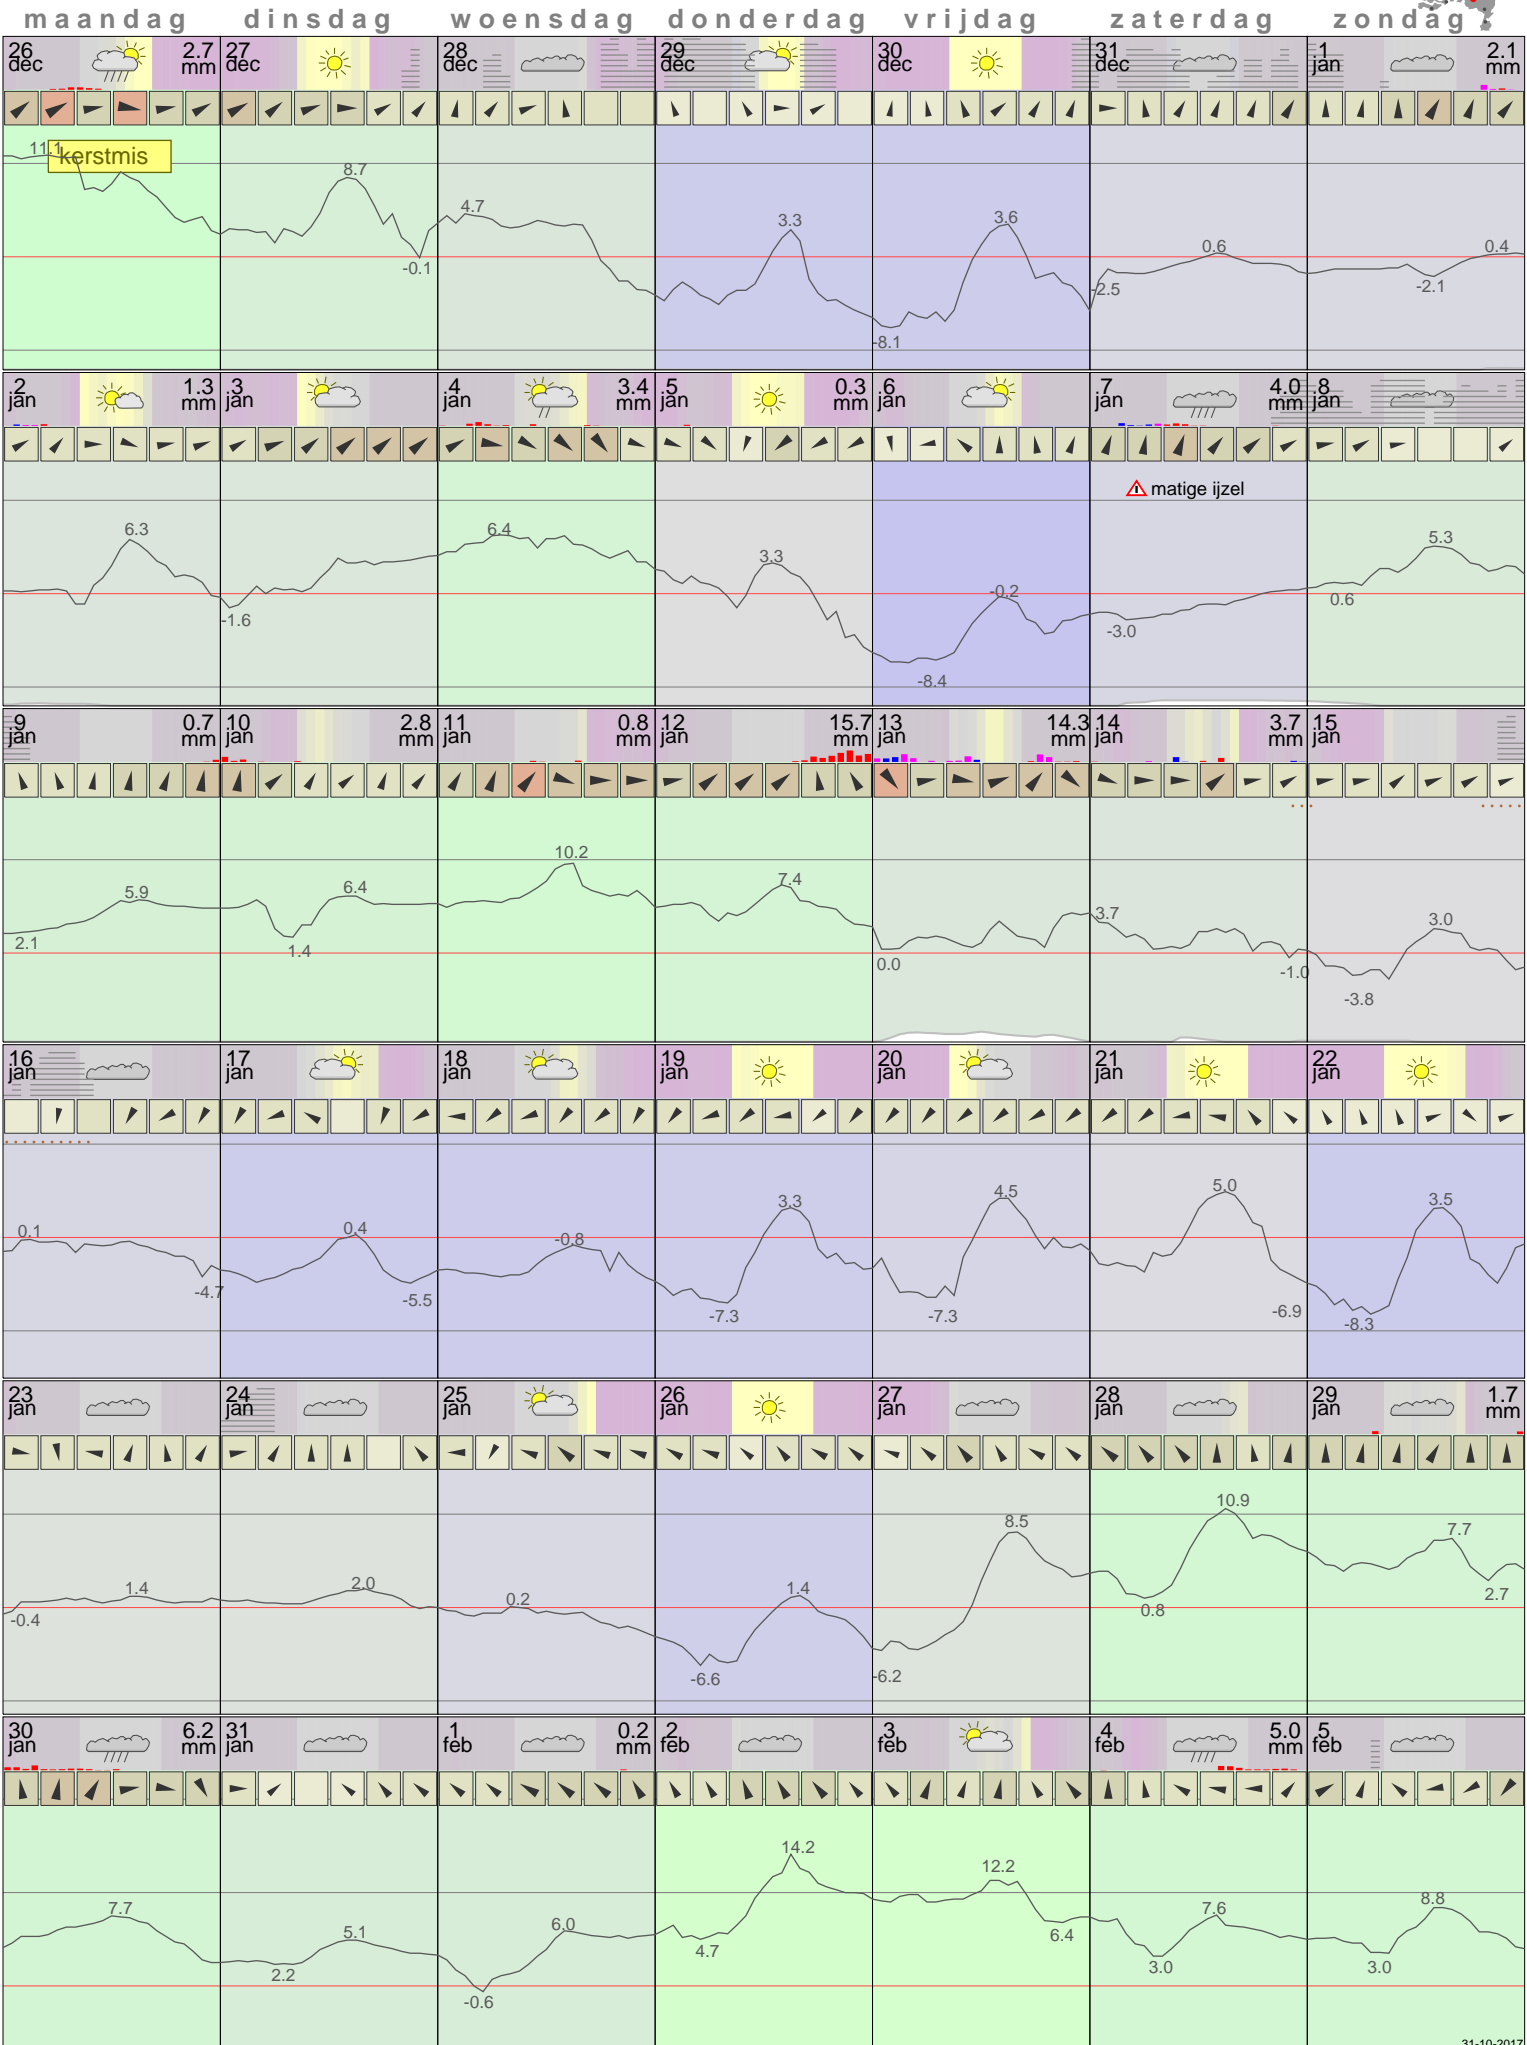 maandag dinsdag woensdag donderdag vrijdag zaterdag zondag
26 dec 2.7 mm 27 dec 28 dec 29 dec 30 dec 31 dec 1 jan 2.1 mm
kerstmis
11.1 8.7 -0.1 4.7 3.3 -8.1 3.6 -2.5 0.6 -2.1 0.4
2 jan 1.3 mm 3 jan 4 jan 3.4 mm 5 jan 0.3 mm 6 jan 7 jan 4.0 mm 8 jan
matige ijzel
6.3 -1.6 6.4 3.3 -8.4 -0.2 -3.0 0.6 5.3
9 jan 0.7 mm 10 jan 2.8 mm 11 jan 0.8 mm 12 jan 15.7 mm 13 jan 14.3 mm 14 jan 3.7 mm 15 jan
2.1 5.9 1.4 6.4 10.2 7.4 0.0 3.7 -1.0 -3.8 3.0
16 jan 17 jan 18 jan 19 jan 20 jan 21 jan 22 jan
0.1 -4.7 0.4 -5.5 -0.8 -7.3 3.3 -7.3 4.5 5.0 -6.9 -8.3 3.5
23 jan 24 jan 25 jan 26 jan 27 jan 28 jan 29 jan 1.7 mm
-0.4 1.4 2.0 0.2 -6.6 1.4 -6.2 8.5 0.8 10.9 7.7 2.7
30 jan 6.2 mm 31 jan 1 feb 0.2 mm 2 feb 3 feb 4 feb 5.0 mm 5 feb
7.7 2.2 5.1 -0.6 6.0 4.7 14.2 12.2 6.4 3.0 7.6 3.0 8.8
31-10-2017